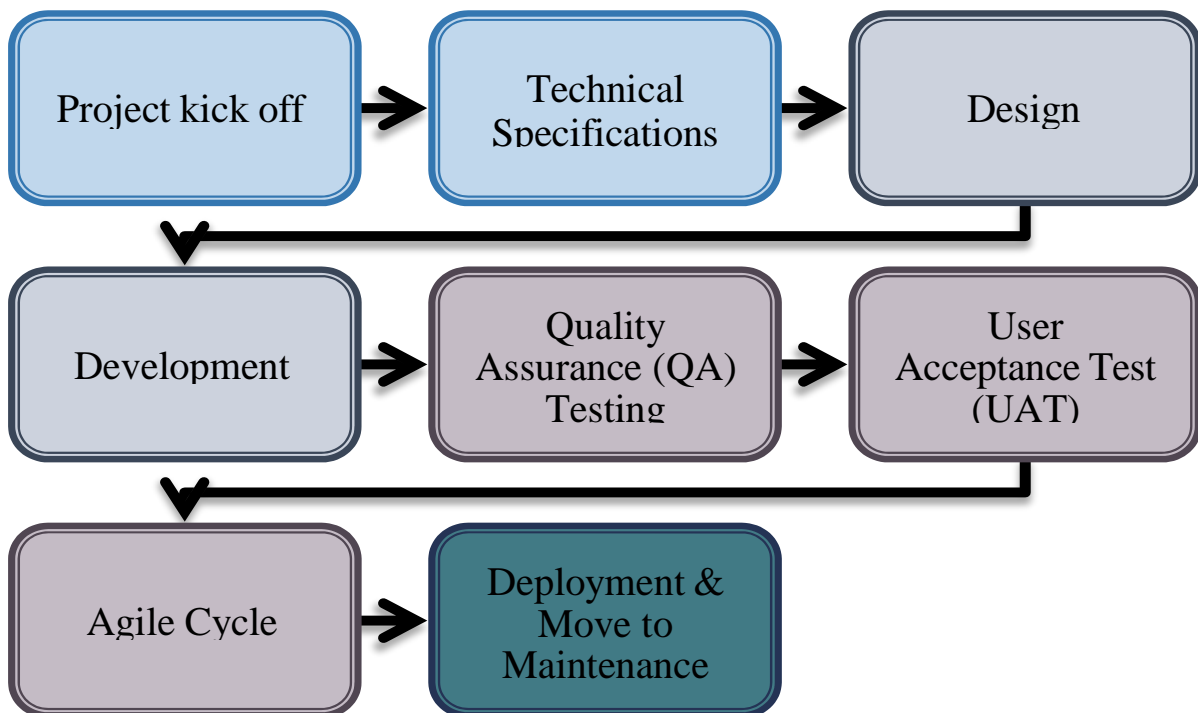 Project kick off
Technical
Specifications
Design
Development
Quality
Assurance (QA)
Testing
User
Acceptance Test
(UAT)
Agile Cycle
Deployment &
Move to
Maintenance